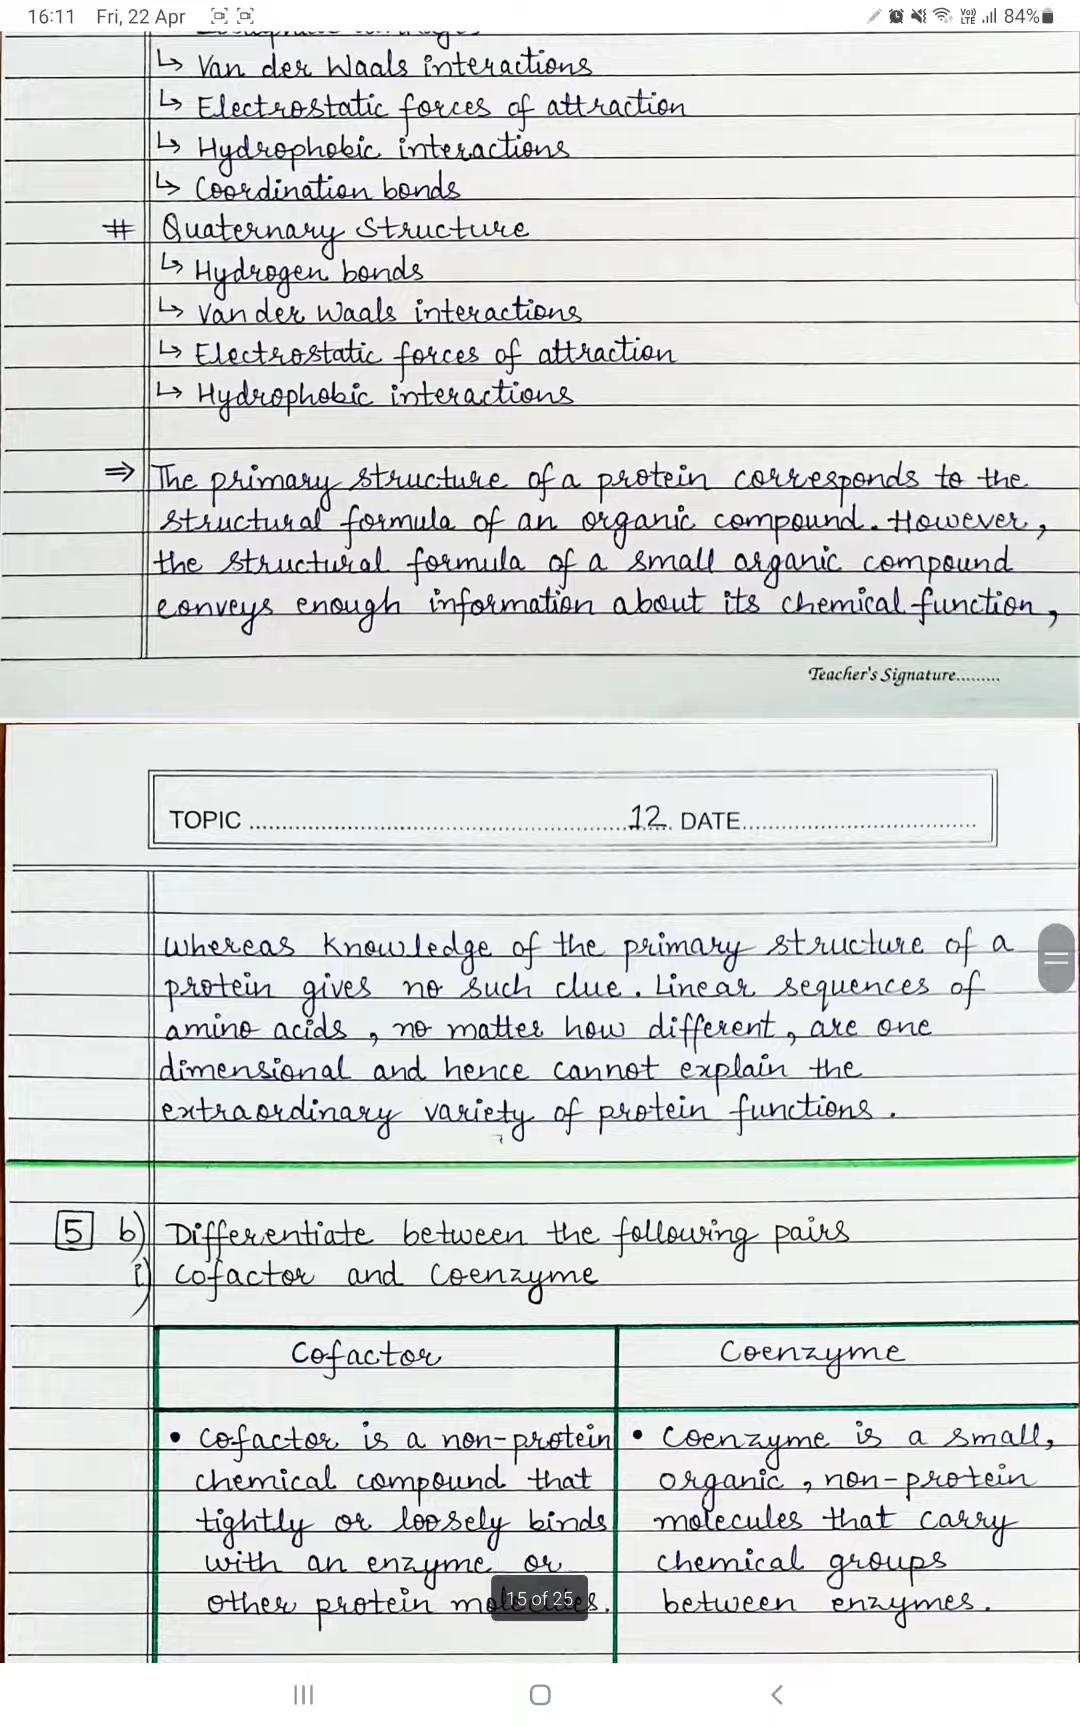 16:11 Fri, 22 Apr 84%
↳ Van der Waals interactions
↳ Electrostatic forces of attraction
↳ Hydrophobic interactions
↳ Coordination bonds
# Quaternary Structure
↳ Hydrogen bonds
↳ Van der Waals interactions
↳ Electrostatic forces of attraction
↳ Hydrophobic interactions
⇒ The primary structure of a protein corresponds to the
structural formula of an organic compound. However,
the structural formula of a small organic compound
conveys enough information about its chemical function,
Teacher's Signature.........
TOPIC ......................................................12. DATE...................................
whereas knowledge of the primary structure of a
protein gives no such clue. Linear sequences of
amino acids, no matter how different, are one
dimensional and hence cannot explain the
extraordinary variety of protein functions.
5 b) Differentiate between the following pairs
i) Cofactor and Coenzyme
Cofactor
Coenzyme
• Cofactor is a non-protein
chemical compound that
tightly or loosely binds
with an enzyme or
other protein molecules.
• Coenzyme is a small,
organic, non-protein
molecules that carry
chemical groups
between enzymes.
15 of 25